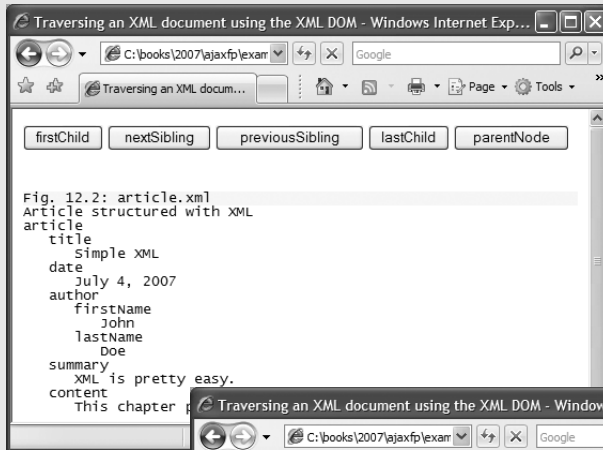 Traversing an XML document using the XML DOM - Windows Internet Exp...
C:\books\2007\ajaxfp\exam
Google
Traversing an XML docum...
Page
Tools
»
firstChild
nextSibling
previousSibling
lastChild
parentNode
Fig. 12.2: article.xml
Article structured with XML
article
title
Simple XML
date
July 4, 2007
author
firstName
John
lastName
Doe
summary
XML is pretty easy.
content
This chapter
Traversing an XML document using the XML DOM - Window
C:\books\2007\ajaxfp\exam
Google